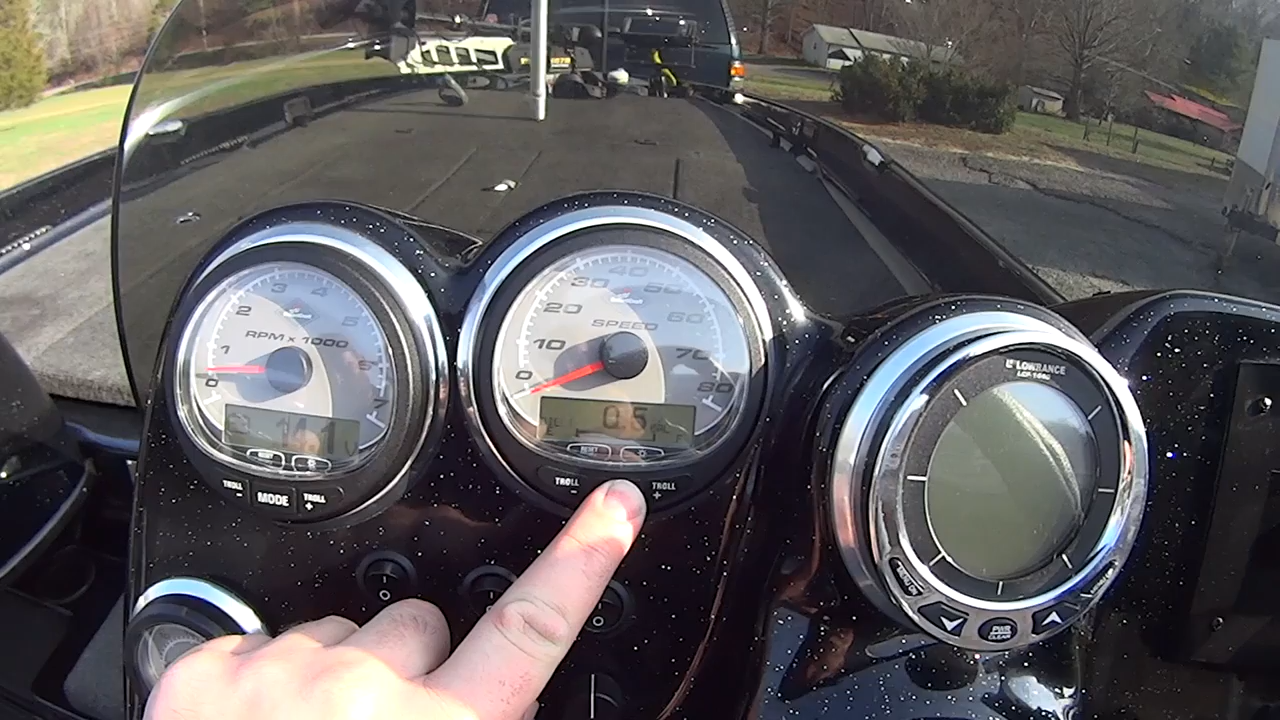 3 4
2 5
RPM x 1000
1 6
0 7
TROLL
-
MODE
TROLL
+
40
30 50
20 60
SPEED
10 70
0 80
0.5
E F
RESET
TROLL
-
TROLL
+
LOWRANCE
PWR
CLEAR